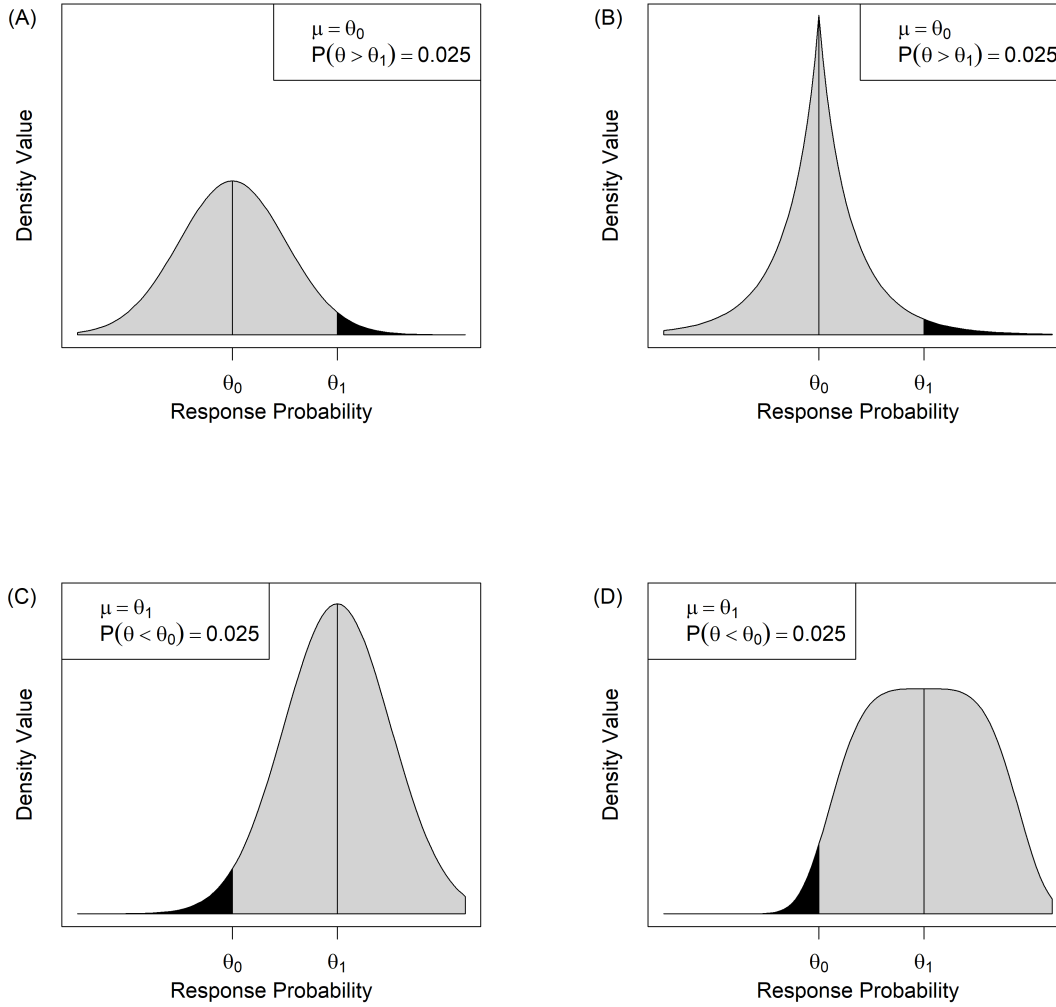 (A)
μ = θ₀
P(θ > θ₁) = 0.025
Density Value
θ₀
θ₁
Response Probability
(B)
μ = θ₀
P(θ > θ₁) = 0.025
Density Value
θ₀
θ₁
Response Probability
(C)
μ = θ₁
P(θ < θ₀) = 0.025
Density Value
θ₀
θ₁
Response Probability
(D)
μ = θ₁
P(θ < θ₀) = 0.025
Density Value
θ₀
θ₁
Response Probability